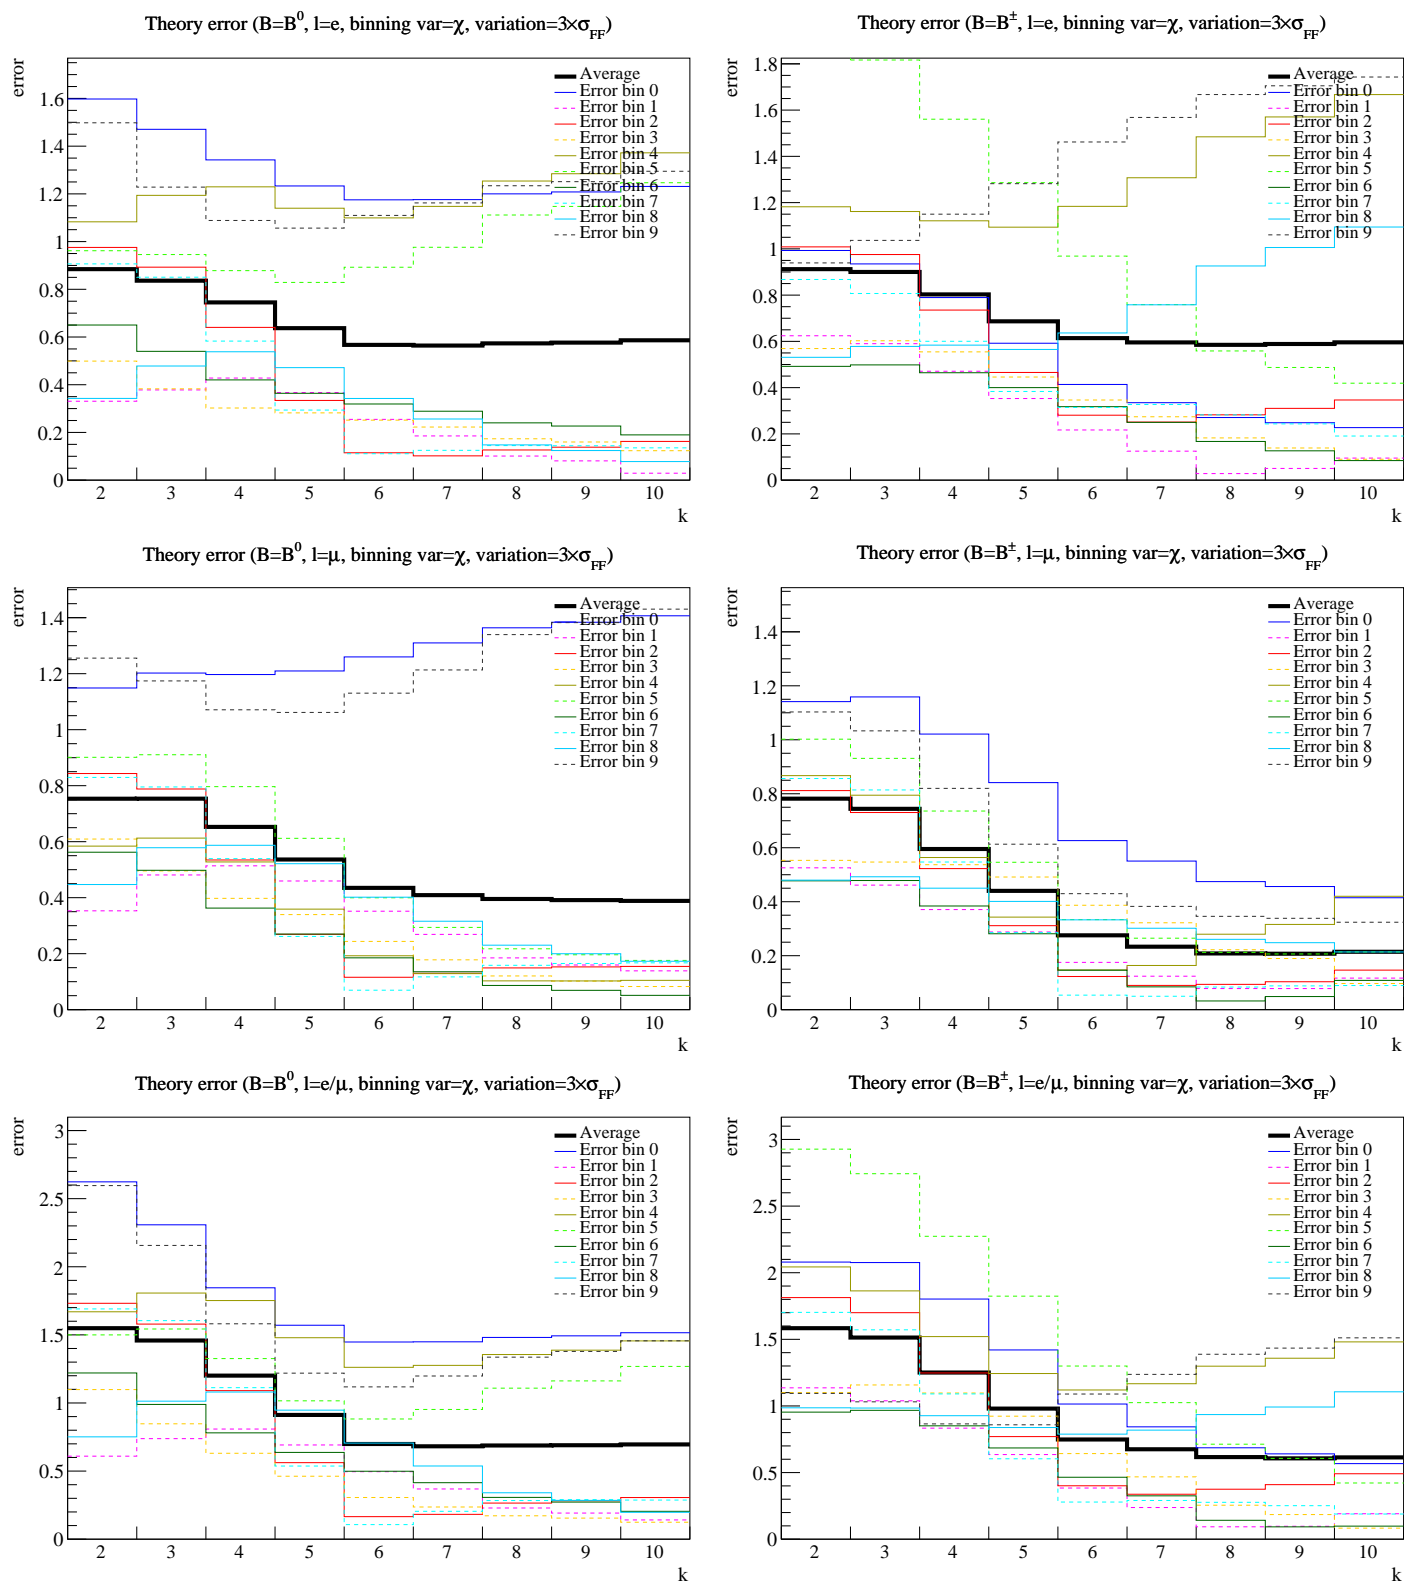 Theory error (B=B⁰, l=e, binning var=χ, variation=3×σ_FF)
error
1.6
1.4
1.2
1
0.8
0.6
0.4
0.2
0
Average
Error bin 0
Error bin 1
Error bin 2
Error bin 3
Error bin 4
Error bin 5
Error bin 6
Error bin 7
Error bin 8
Error bin 9
2 3 4 5 6 7 8 9 10
k
Theory error (B=B±, l=e, binning var=χ, variation=3×σ_FF)
error
1.8
1.6
1.4
1.2
1
0.8
0.6
0.4
0.2
0
Average
Error bin 0
Error bin 1
Error bin 2
Error bin 3
Error bin 4
Error bin 5
Error bin 6
Error bin 7
Error bin 8
Error bin 9
2 3 4 5 6 7 8 9 10
k
Theory error (B=B⁰, l=μ, binning var=χ, variation=3×σ_FF)
error
1.4
1.2
1
0.8
0.6
0.4
0.2
0
Average
Error bin 0
Error bin 1
Error bin 2
Error bin 3
Error bin 4
Error bin 5
Error bin 6
Error bin 7
Error bin 8
Error bin 9
2 3 4 5 6 7 8 9 10
k
Theory error (B=B±, l=μ, binning var=χ, variation=3×σ_FF)
error
1.4
1.2
1
0.8
0.6
0.4
0.2
0
Average
Error bin 0
Error bin 1
Error bin 2
Error bin 3
Error bin 4
Error bin 5
Error bin 6
Error bin 7
Error bin 8
Error bin 9
2 3 4 5 6 7 8 9 10
k
Theory error (B=B⁰, l=e/μ, binning var=χ, variation=3×σ_FF)
error
3
2.5
2
1.5
1
0.5
0
Average
Error bin 0
Error bin 1
Error bin 2
Error bin 3
Error bin 4
Error bin 5
Error bin 6
Error bin 7
Error bin 8
Error bin 9
2 3 4 5 6 7 8 9 10
k
Theory error (B=B±, l=e/μ, binning var=χ, variation=3×σ_FF)
error
3
2.5
2
1.5
1
0.5
0
Average
Error bin 0
Error bin 1
Error bin 2
Error bin 3
Error bin 4
Error bin 5
Error bin 6
Error bin 7
Error bin 8
Error bin 9
2 3 4 5 6 7 8 9 10
k